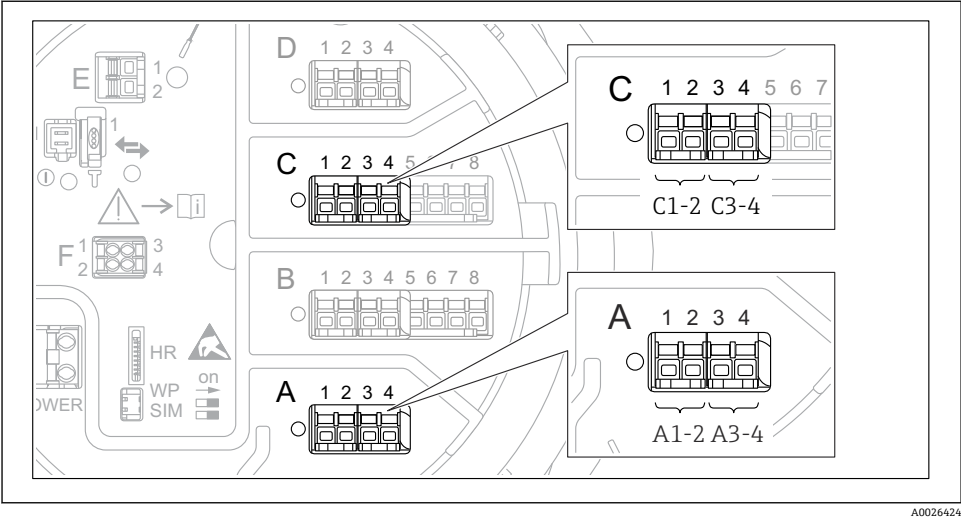 D 1 2 3 4
E 1
2
1
C 1 2 3 4 5 6 7 8
i
F 1 3
2 4
B 1 2 3 4 5 6 7 8
HR
WP on
SIM
OWER
A 1 2 3 4
C 1 2 3 4 5 6 7
C1-2 C3-4
A 1 2 3 4
A1-2 A3-4
A0026424